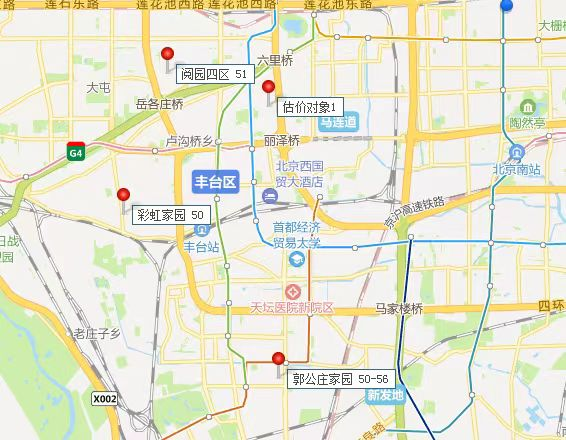 莲石东路
莲花池西路
莲花池东路
大栅栏
六里桥
阅园四区 51
大屯
岳各庄桥
估价对象1
马连道
陶然亭
卢沟桥乡
丽泽桥
G4
北京西国
贸大酒店
北京南站
丰台区
彩虹家园 50
京沪高速铁路
首都经济
贸易大学
丰台站
天坛医院新院区
马家楼桥
四环
老庄子乡
郭公庄家园 50-56
X002
新发地